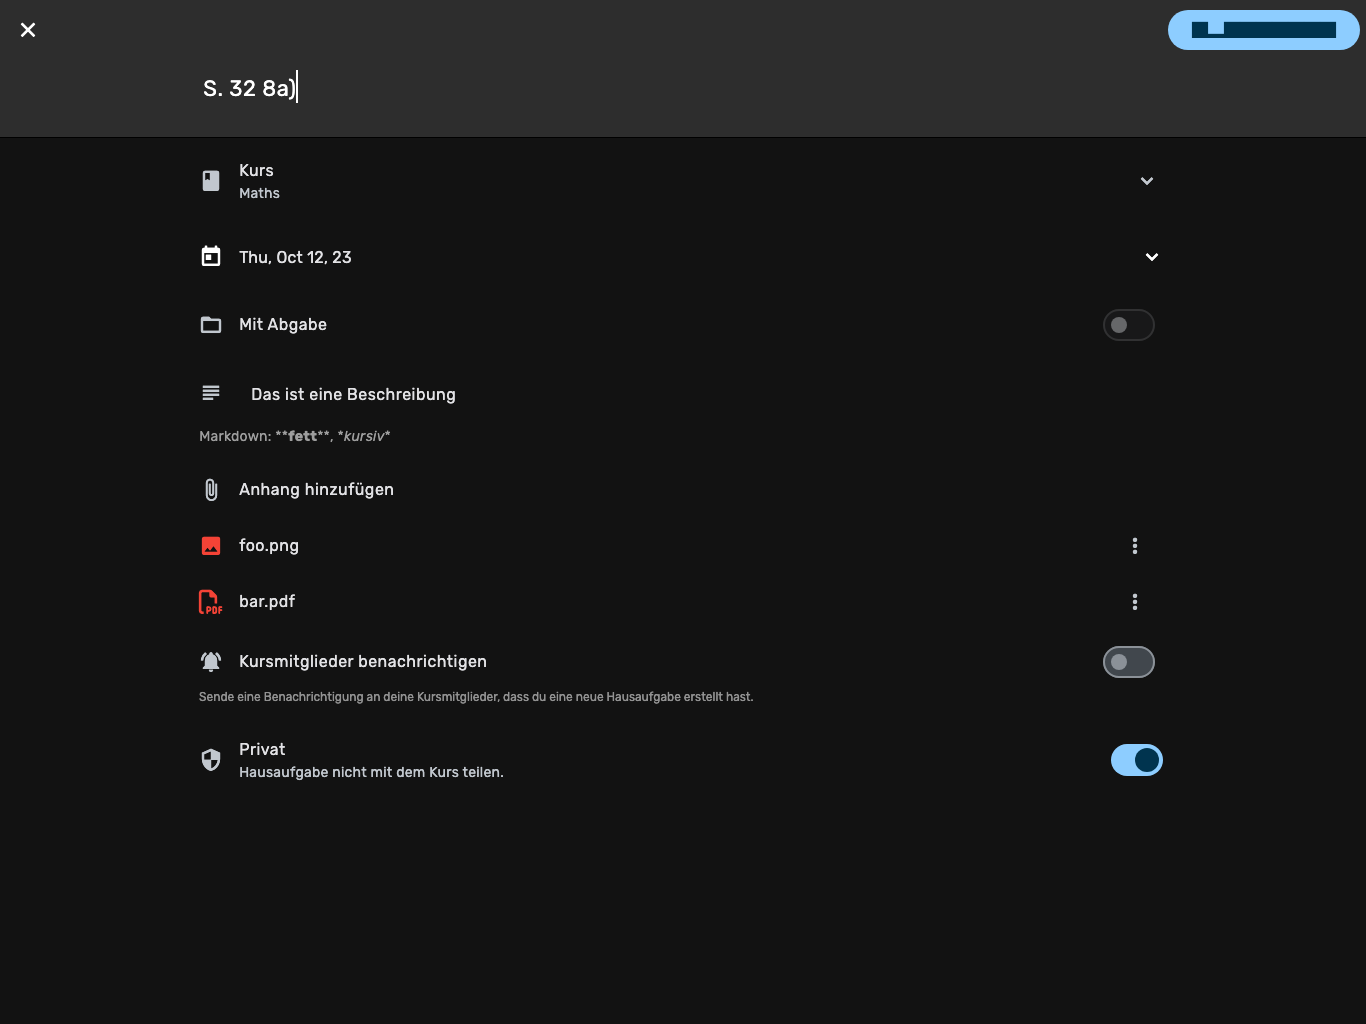 S. 32 8a)
Kurs
Maths
Thu, Oct 12, 23
Mit Abgabe
Das ist eine Beschreibung
Markdown: **fett**, *kursiv*
Anhang hinzufügen
foo.png
PDF bar.pdf
Kursmitglieder benachrichtigen
Sende eine Benachrichtigung an deine Kursmitglieder, dass du eine neue Hausaufgabe erstellt hast.
Privat
Hausaufgabe nicht mit dem Kurs teilen.